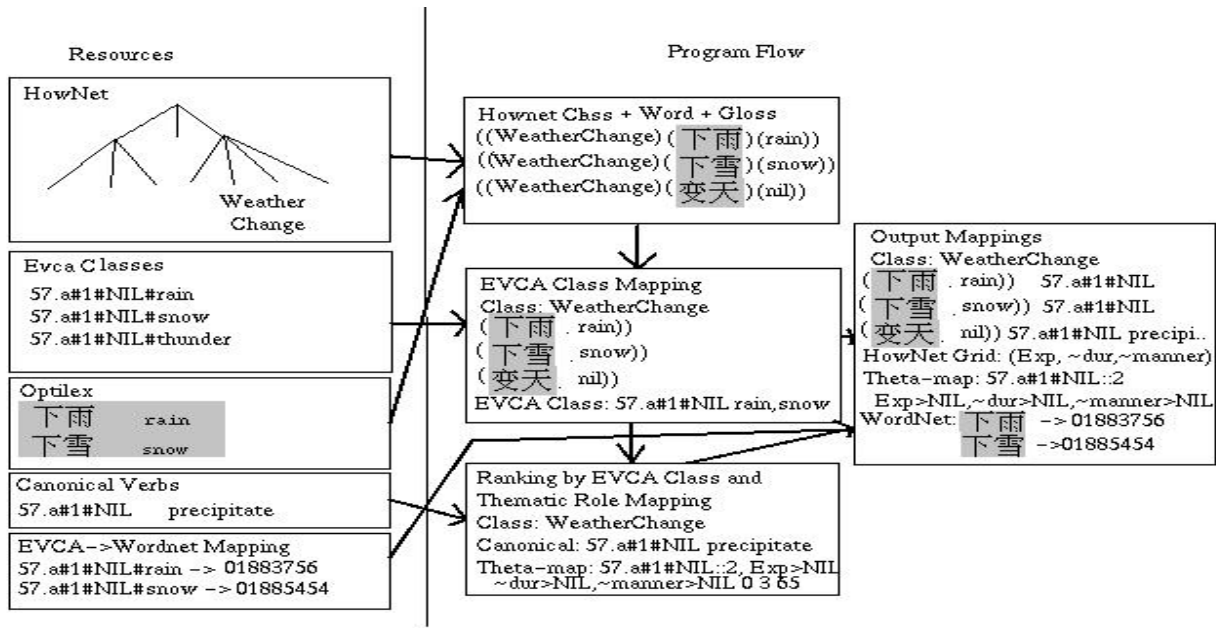 Resources
HowNet
Weather
Change
Evca Classes
57.a#1#NIL#rain
57.a#1#NIL#snow
57.a#1#NIL#thunder
Optilex
下雨 rain
下雪 snow
Canonical Verbs
57.a#1#NIL precipitate
EVCA->Wordnet Mapping
57.a#1#NIL#rain -> 01883756
57.a#1#NIL#snow -> 01885454
Program Flow
Hownet Class + Word + Gloss
((WeatherChange)(下雨)(rain))
((WeatherChange)(下雪)(snow))
((WeatherChange)(变天)(nil))
EVCA Class Mapping
Class: WeatherChange
(下雨 . rain))
(下雪 . snow))
(变天 . nil))
EVCA Class: 57.a#1#NIL rain,snow
Ranking by EVCA Class and
Thematic Role Mapping
Class: WeatherChange
Canonical: 57.a#1#NIL precipitate
Theta-map: 57.a#1#NIL::2, Exp>NIL
~dur>NIL,~manner>NIL 0 3 65
Output Mappings
Class: WeatherChange
(下雨 . rain)) 57.a#1#NIL
(下雪 . snow)) 57.a#1#NIL
(变天 . nil)) 57.a#1#NIL precipi..
HowNet Grid: (Exp, ~dur,~manner)
Theta-map: 57.a#1#NIL::2
Exp>NIL,~dur>NIL,~manner>NIL
WordNet: 下雨 -> 01883756
下雪 ->01885454